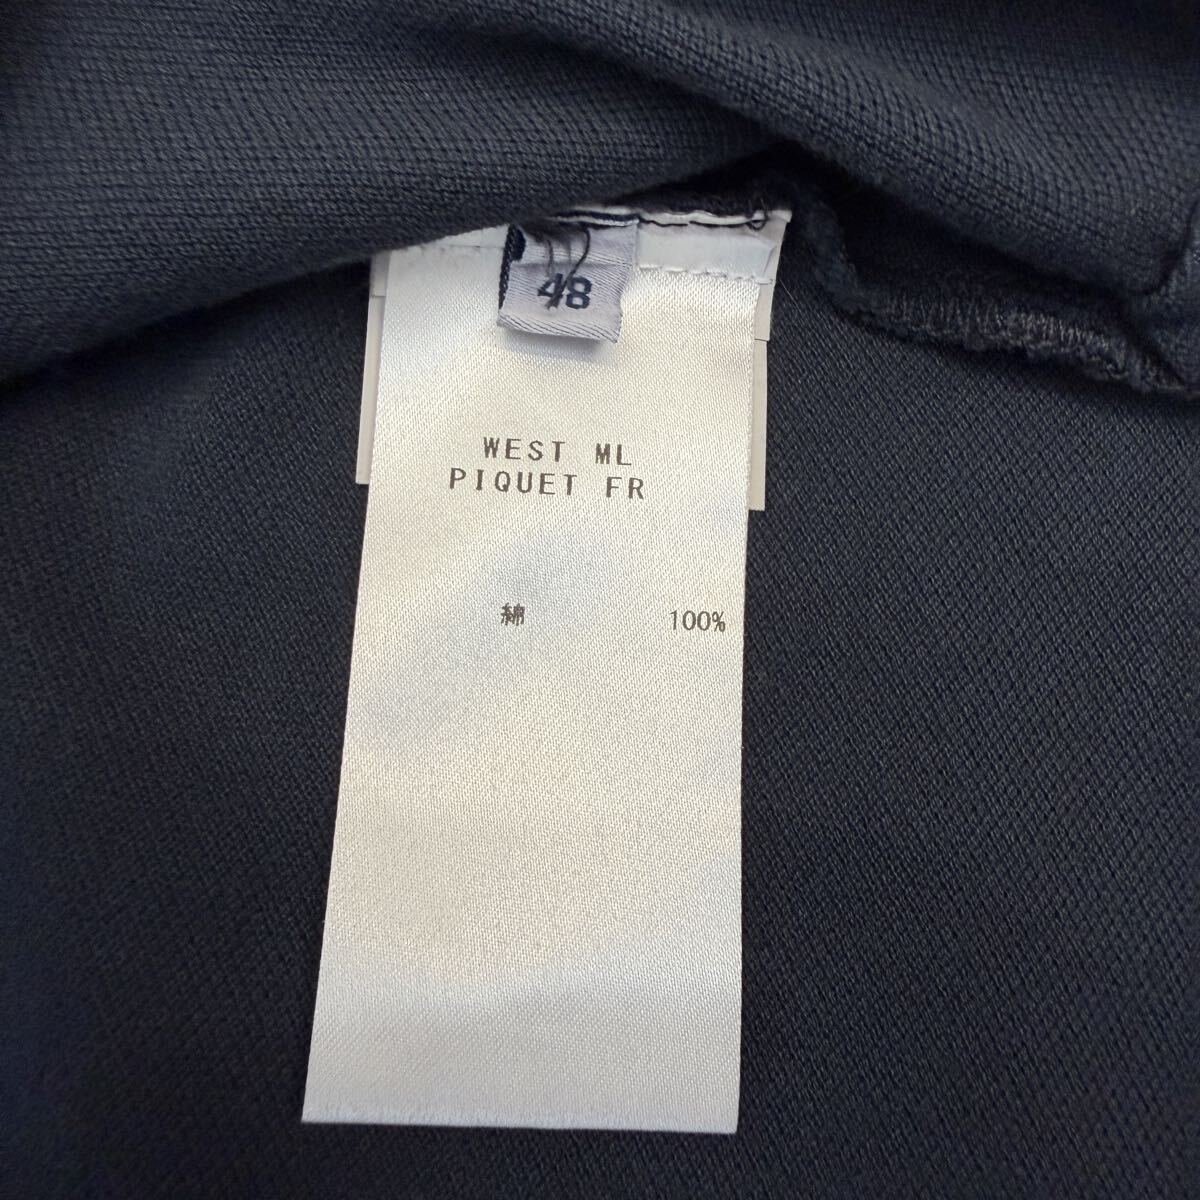 48
WEST ML
PIQUET FR
綿 100%